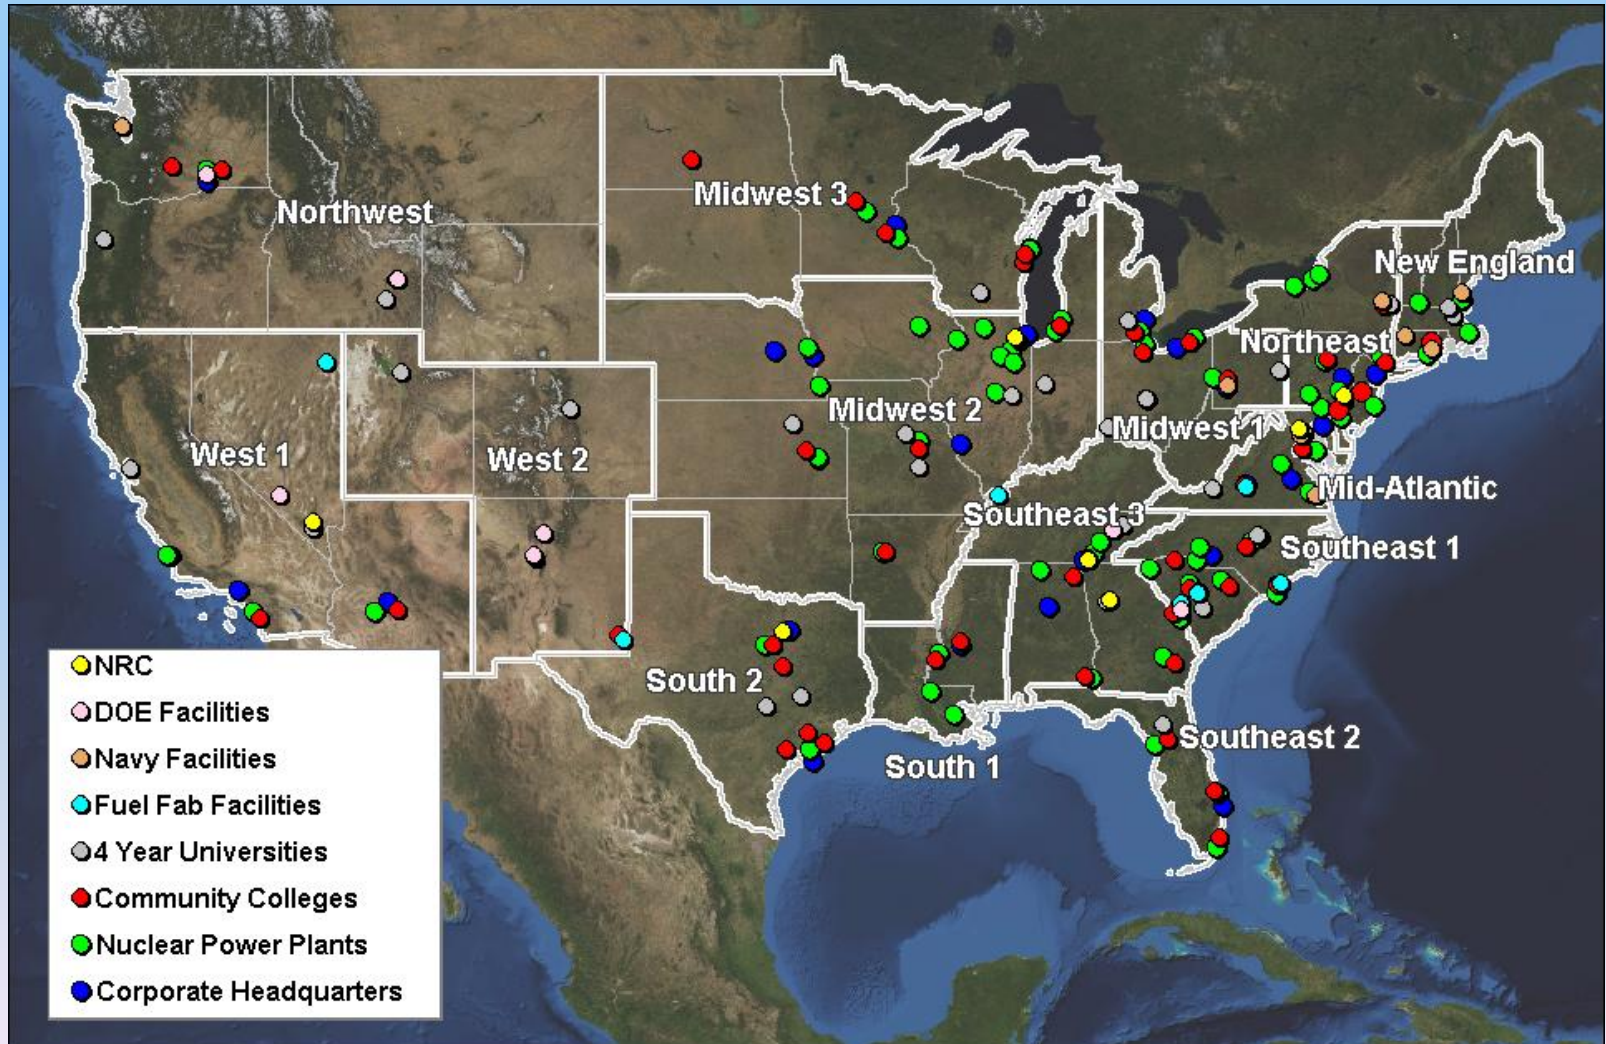 Midwest 3
Northwest
New England
Northeast
Midwest 2
Midwest 1
West 1
West 2
Mid-Atlantic
Southeast 3
Southeast 1
South 2
Southeast 2
South 1
NRC
DOE Facilities
Navy Facilities
Fuel Fab Facilities
4 Year Universities
Community Colleges
Nuclear Power Plants
Corporate Headquarters